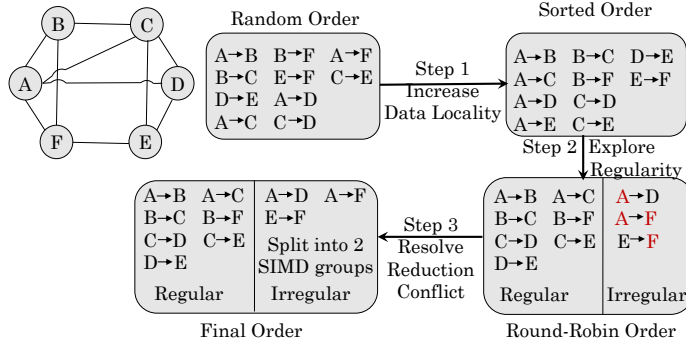 B
C
A
D
F
E
Random Order
A→B B→F A→F
B→C E→F C→E
D→E A→D
A→C C→D
Step 1
Increase
Data Locality
Sorted Order
A→B B→C D→E
A→C B→F E→F
A→D C→D
A→E C→E
Step 2 Explore
Regularity
A→B A→C A→D
B→C B→F A→F
C→D C→E E→F
D→E
Regular Irregular
Round-Robin Order
Step 3
Resolve
Reduction
Conflict
A→B A→C A→D A→F
B→C B→F E→F
C→D C→E Split into 2
D→E SIMD groups
Regular Irregular
Final Order